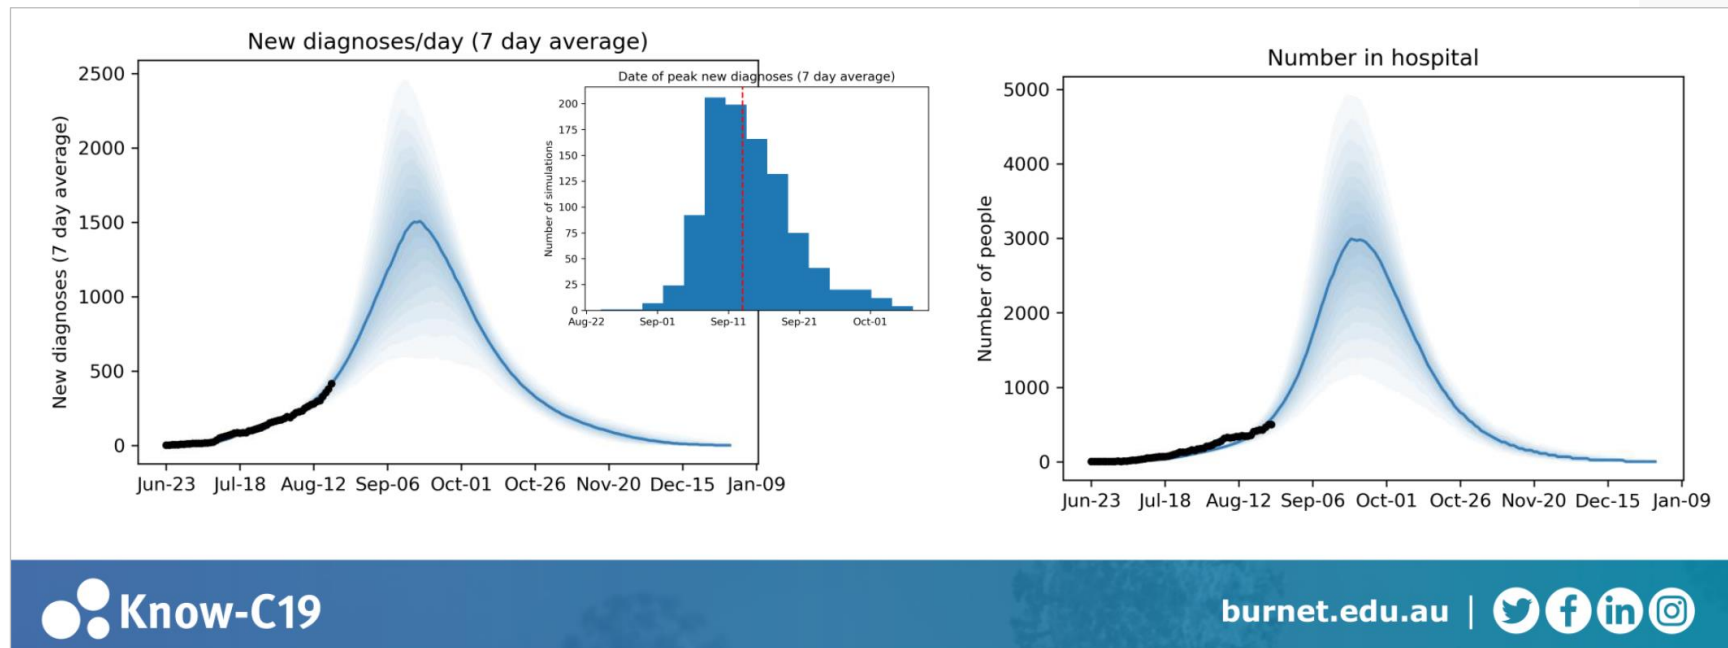 New diagnoses/day (7 day average)
New diagnoses (7 day average)
2500
2000
1500
1000
500
0
Jun-23 Jul-18 Aug-12 Sep-06 Oct-01 Oct-26 Nov-20 Dec-15 Jan-09
Date of peak new diagnoses (7 day average)
Number of simulations
200
175
150
125
100
75
50
25
0
Aug-22 Sep-01 Sep-11 Sep-21 Oct-01
Number in hospital
Number of people
5000
4000
3000
2000
1000
0
Jun-23 Jul-18 Aug-12 Sep-06 Oct-01 Oct-26 Nov-20 Dec-15 Jan-09
Know-C19
burnet.edu.au |